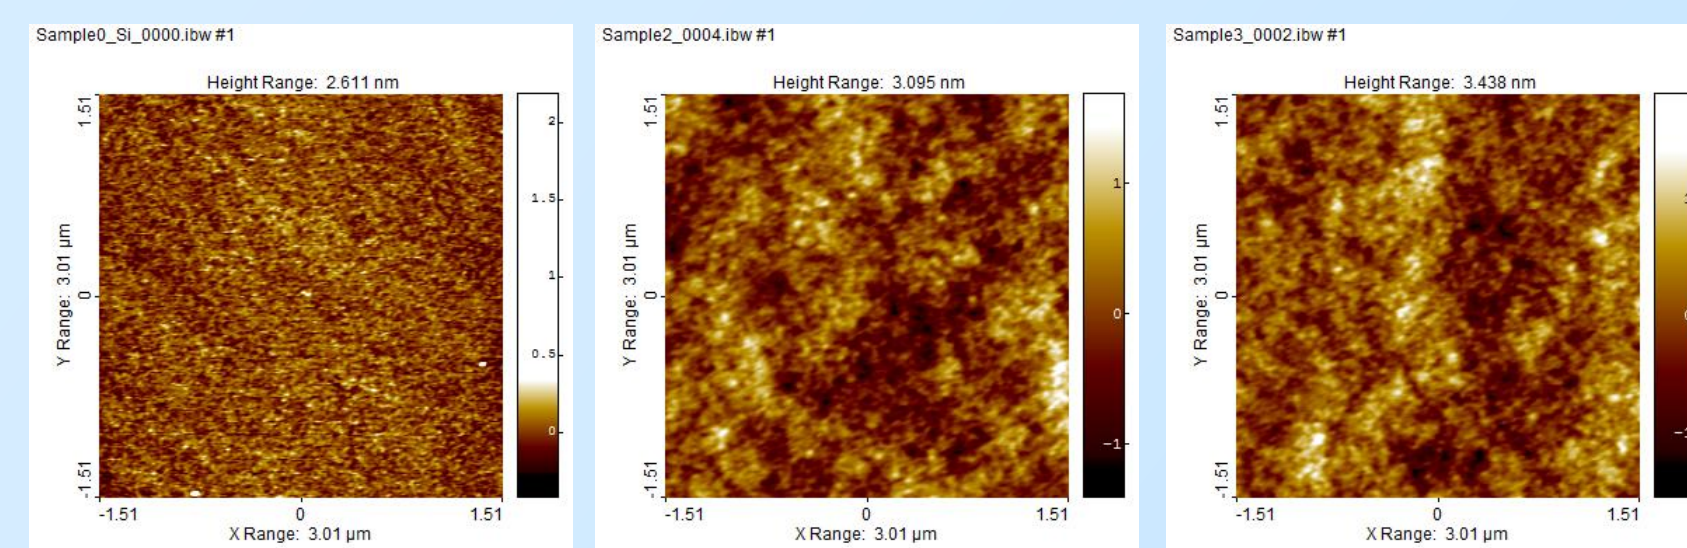 Sample0_Si_0000.ibw #1
Height Range: 2.611 nm
1.51
0
-1.51
Y Range: 3.01 µm
-1.51
0
1.51
X Range: 3.01 µm
2
1.5
1
0.5
0
Sample2_0004.ibw #1
Height Range: 3.095 nm
1.51
0
-1.51
Y Range: 3.01 µm
-1.51
0
1.51
X Range: 3.01 µm
1
0
-1
Sample3_0002.ibw #1
Height Range: 3.438 nm
1.51
0
-1.51
Y Range: 3.01 µm
-1.51
0
1.51
X Range: 3.01 µm